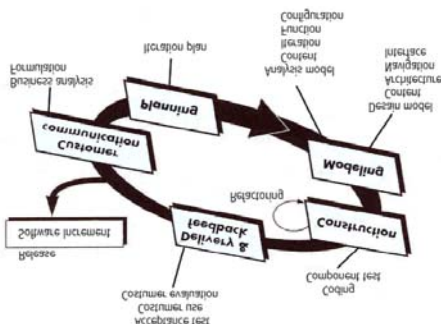 Acceptance test
Costumer use
Costumer evaluation
Coding
Component test
Release
Software increment
Delivery &
feedback
Construction
Refactoring
Customer
communication
Modeling
Planning
Business analysis
Formulation
Iteration plan
Analysis model
Content
Iteration
Function
Configuration
Desain model
Content
Architecture
Navigation
Interface